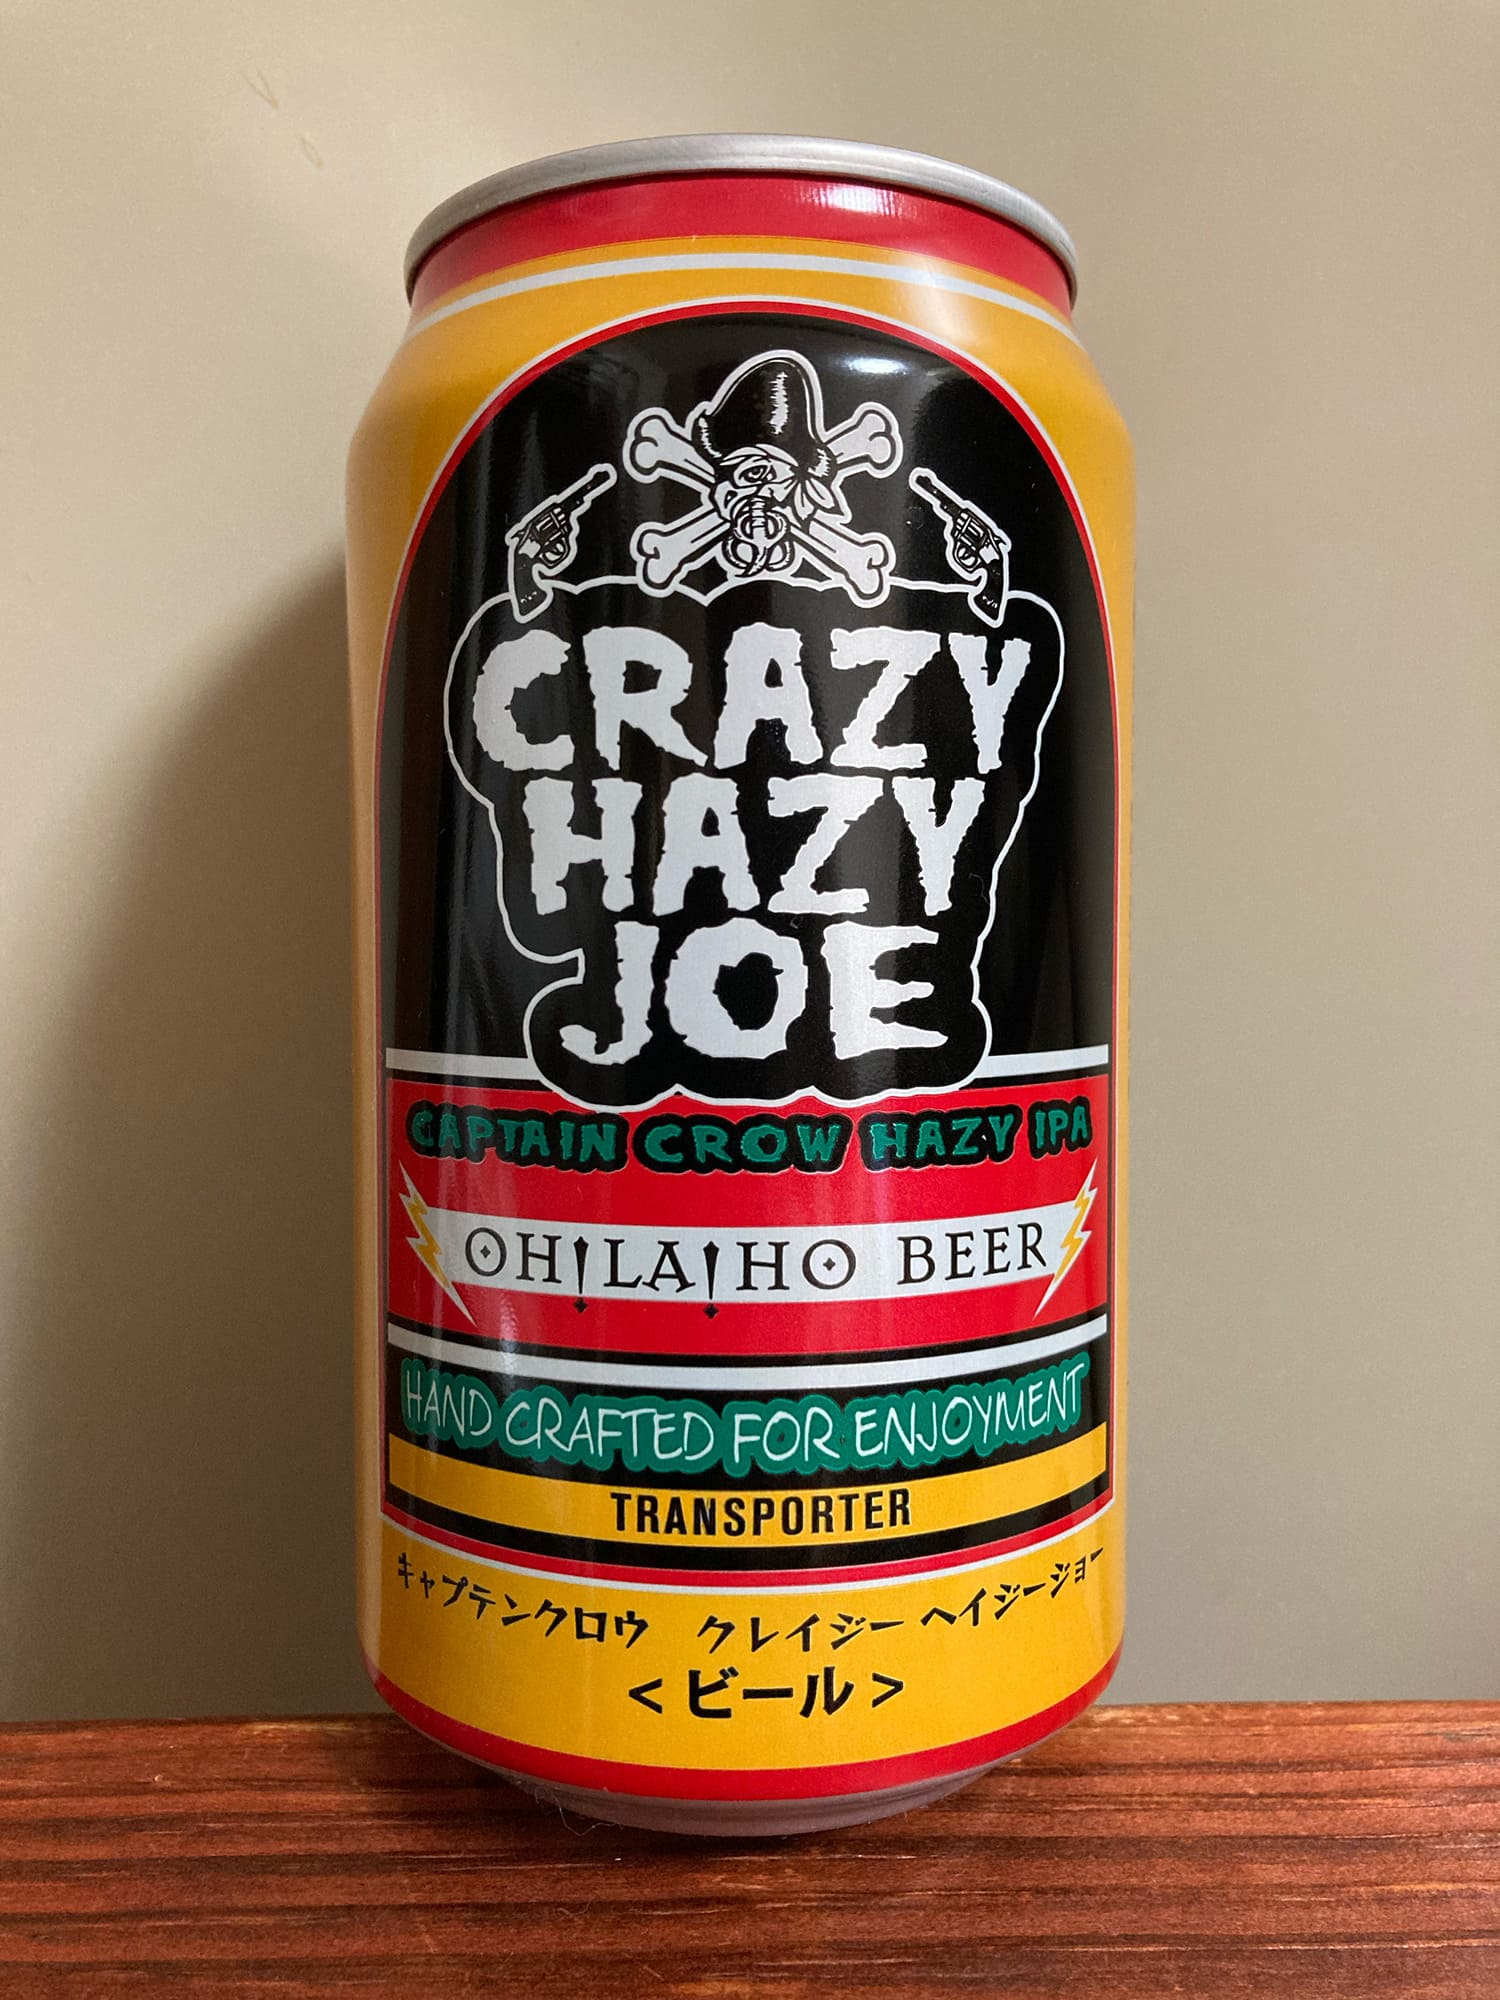 CRAZY
HAZY
JOE
CAPTAIN CROW HAZY IPA
OH!LA!HO BEER
HAND CRAFTED FOR ENJOYMENT
TRANSPORTER
キャプテンクロウ クレイジーヘイジージョー
<ビール>